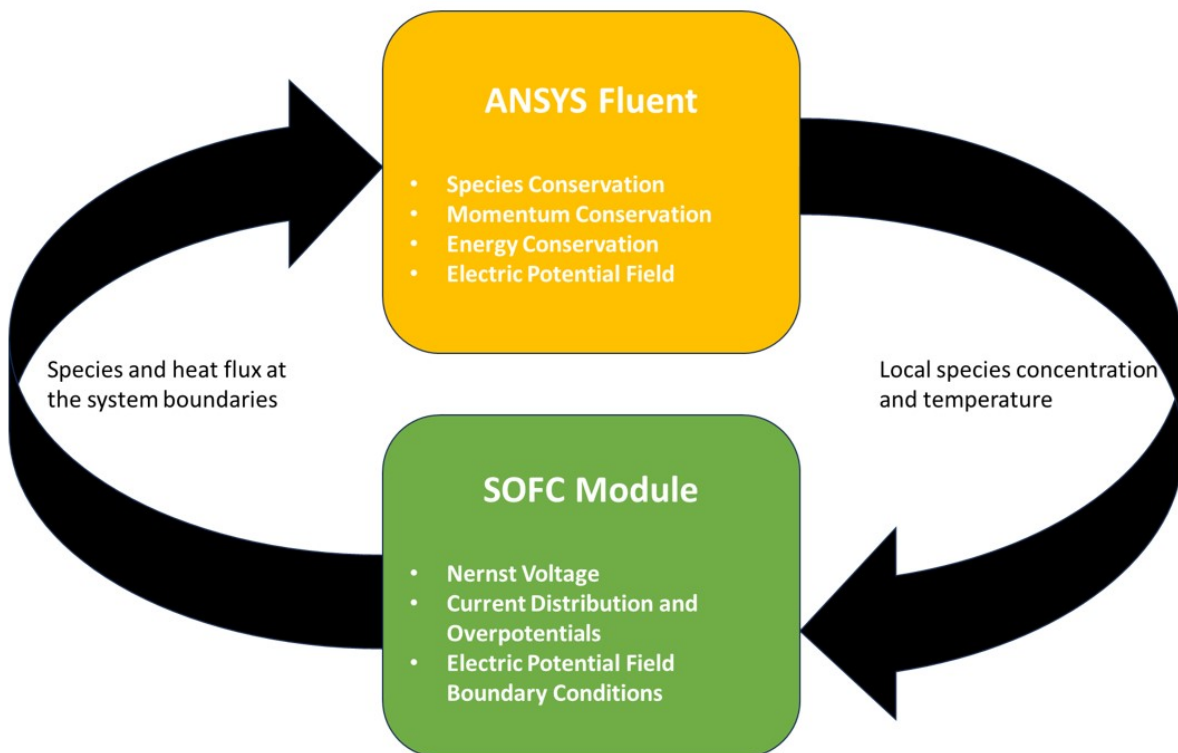 ANSYS Fluent
• Species Conservation
• Momentum Conservation
• Energy Conservation
• Electric Potential Field
Species and heat flux at
the system boundaries
Local species concentration
and temperature
SOFC Module
• Nernst Voltage
• Current Distribution and
Overpotentials
• Electric Potential Field
Boundary Conditions